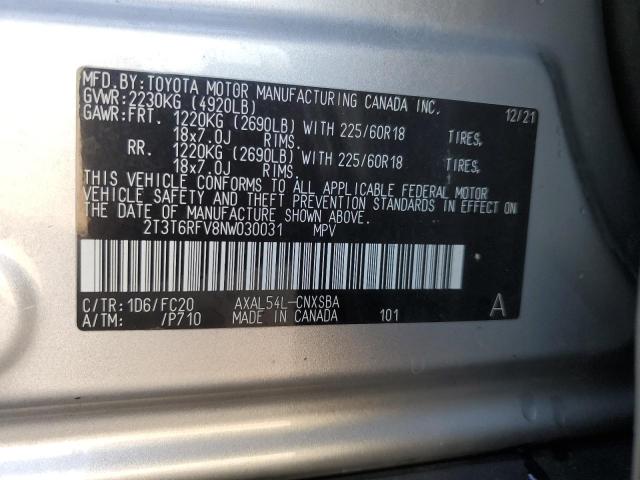 MFD.BY:TOYOTA MOTOR MANUFACTURING CANADA INC.
GVWR:2230KG (4920LB) 12/21
GAWR:FRT. 1220KG (2690LB) WITH 225/60R18 TIRES,
18x7.0J RIMS.
RR. 1220KG (2690LB) WITH 225/60R18 TIRES,
18x7.0J RIMS.
THIS VEHICLE CONFORMS TO ALL APPLICABLE FEDERAL MOTOR
VEHICLE SAFETY AND THEFT PREVENTION STANDARDS IN EFFECT ON
THE DATE OF MANUFACTURE SHOWN ABOVE.
2T3T6RFV8NW030031 MPV
C/TR:1D6/FC20 AXAL54L-CNXSBA A
A/TM: /P710 MADE IN CANADA 101